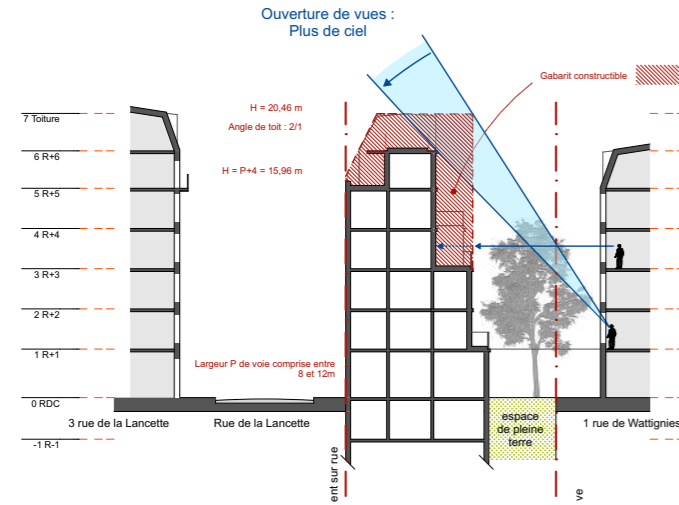 Ouverture de vues :
Plus de ciel
Gabarit constructible
H = 20,46 m
Angle de toit : 2/1
H = P+4 = 15,96 m
7 Toiture
6 R+6
5 R+5
4 R+4
3 R+3
2 R+2
1 R+1
Largeur P de voie comprise entre
8 et 12m
0 RDC
3 rue de la Lancette
Rue de la Lancette
espace
de pleine
terre
1 rue de Wattignies
-1 R-1
ent sur rue
ve